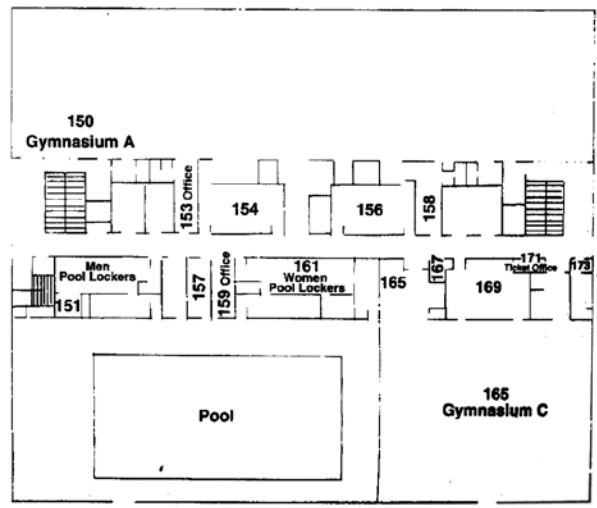 150
Gymnasium A
153 Office
154
156
158
Men
Pool Lockers
151
157
159 Office
161
Women
Pool Lockers
165
167
171
Ticket Office
173
169
Pool
165
Gymnasium C